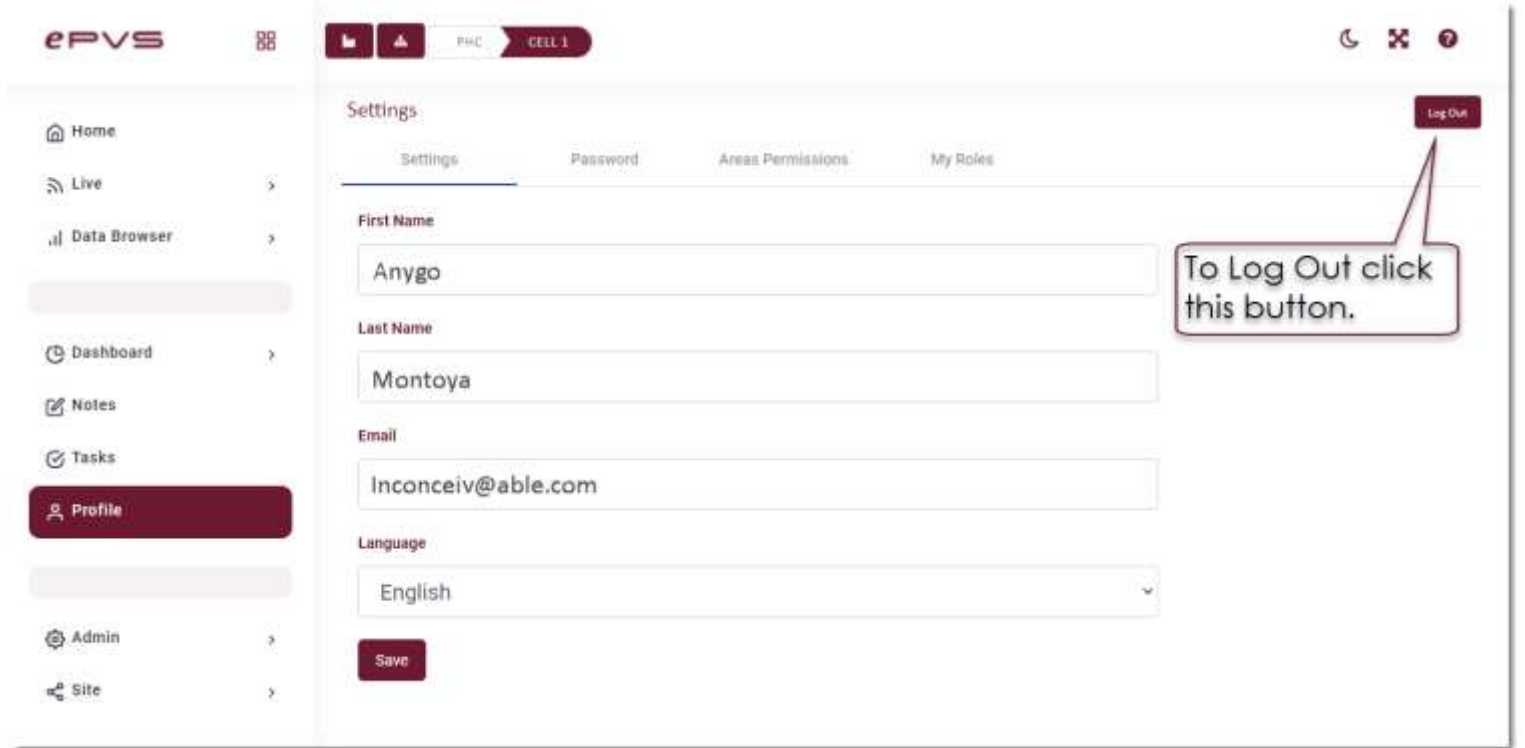 ePVS
PHC
CELL 1
Home
Live
Data Browser
Dashboard
Notes
Tasks
Profile
Admin
Site
Settings
Log Out
Settings Password Areas Permissions My Roles
First Name
Anygo
Last Name
Montoya
Email
Inconceiv@able.com
Language
English
Save
To Log Out click
this button.